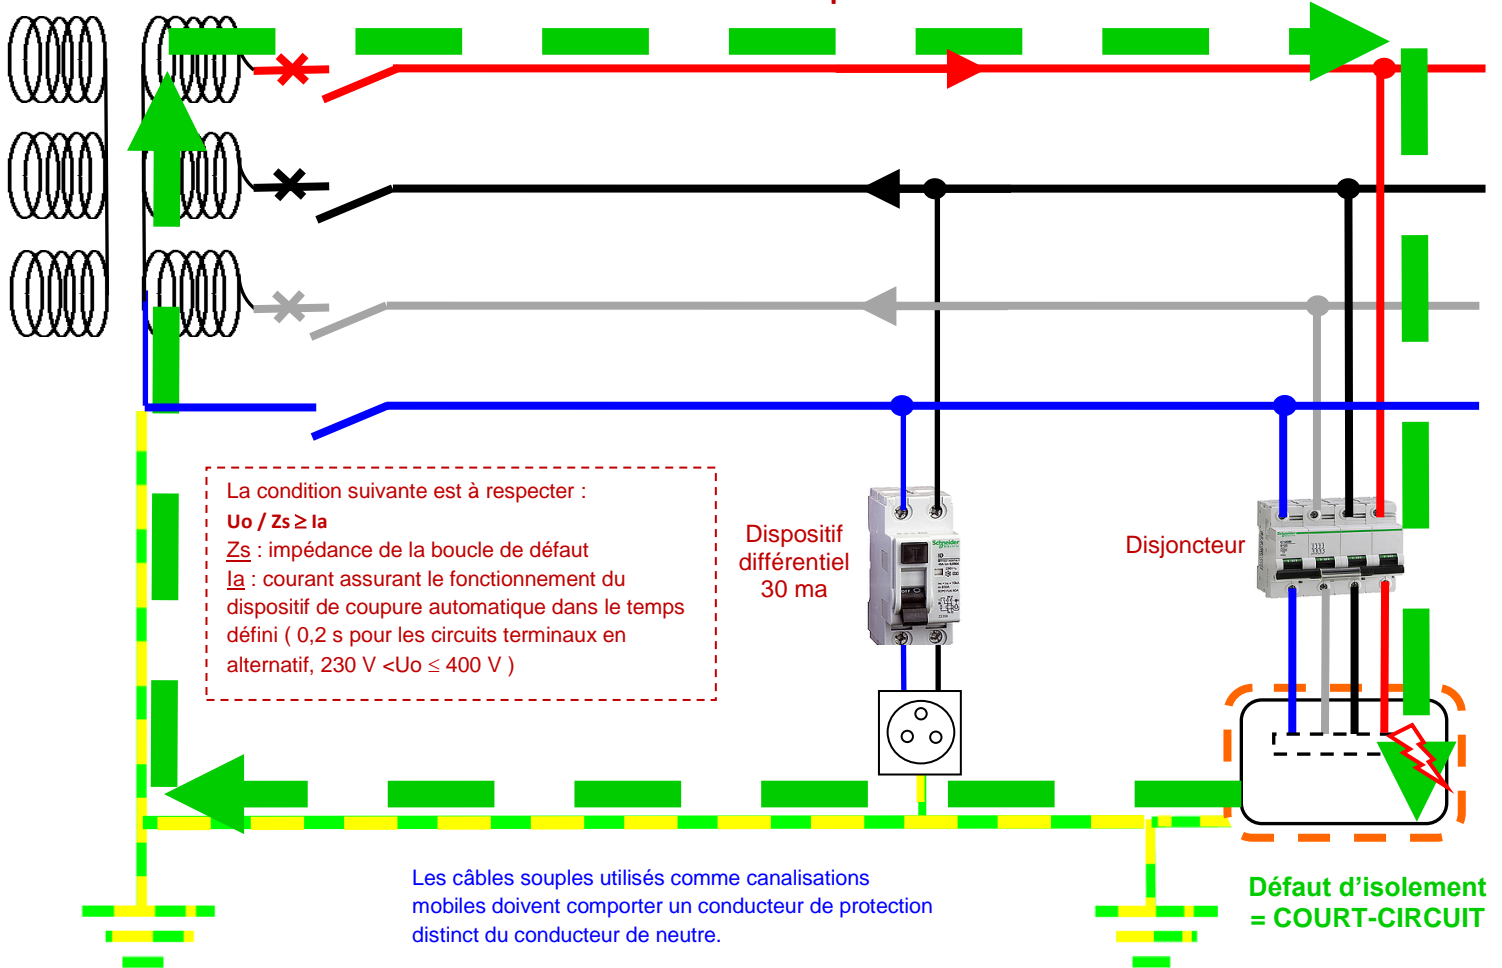 La condition suivante est à respecter :
Uo / Zs ≥ Ia
Zs : impédance de la boucle de défaut
Ia : courant assurant le fonctionnement du
dispositif de coupure automatique dans le temps
défini ( 0,2 s pour les circuits terminaux en
alternatif, 230 V <Uo ≤ 400 V )
Dispositif
différentiel
30 ma
Schneider
OFF
Disjoncteur
Les câbles souples utilisés comme canalisations
mobiles doivent comporter un conducteur de protection
distinct du conducteur de neutre.
Défaut d'isolement
= COURT-CIRCUIT